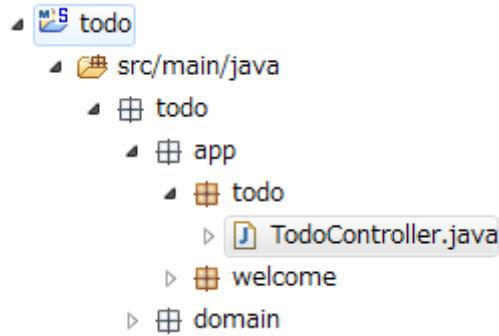 todo
src/main/java
todo
app
todo
TodoController.java
welcome
domain